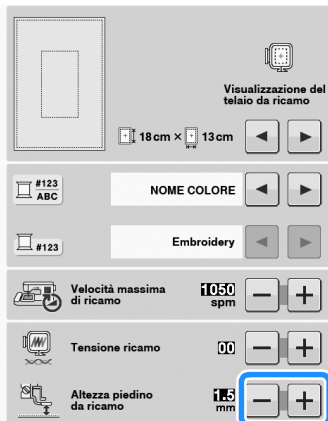 Visualizzazione del
telaio da ricamo
18 cm × 13 cm
#123
ABC
NOME COLORE
#123
Embroidery
Velocità massima
di ricamo
1050
spm
Tensione ricamo
00
Altezza piedino
da ricamo
1.5
mm